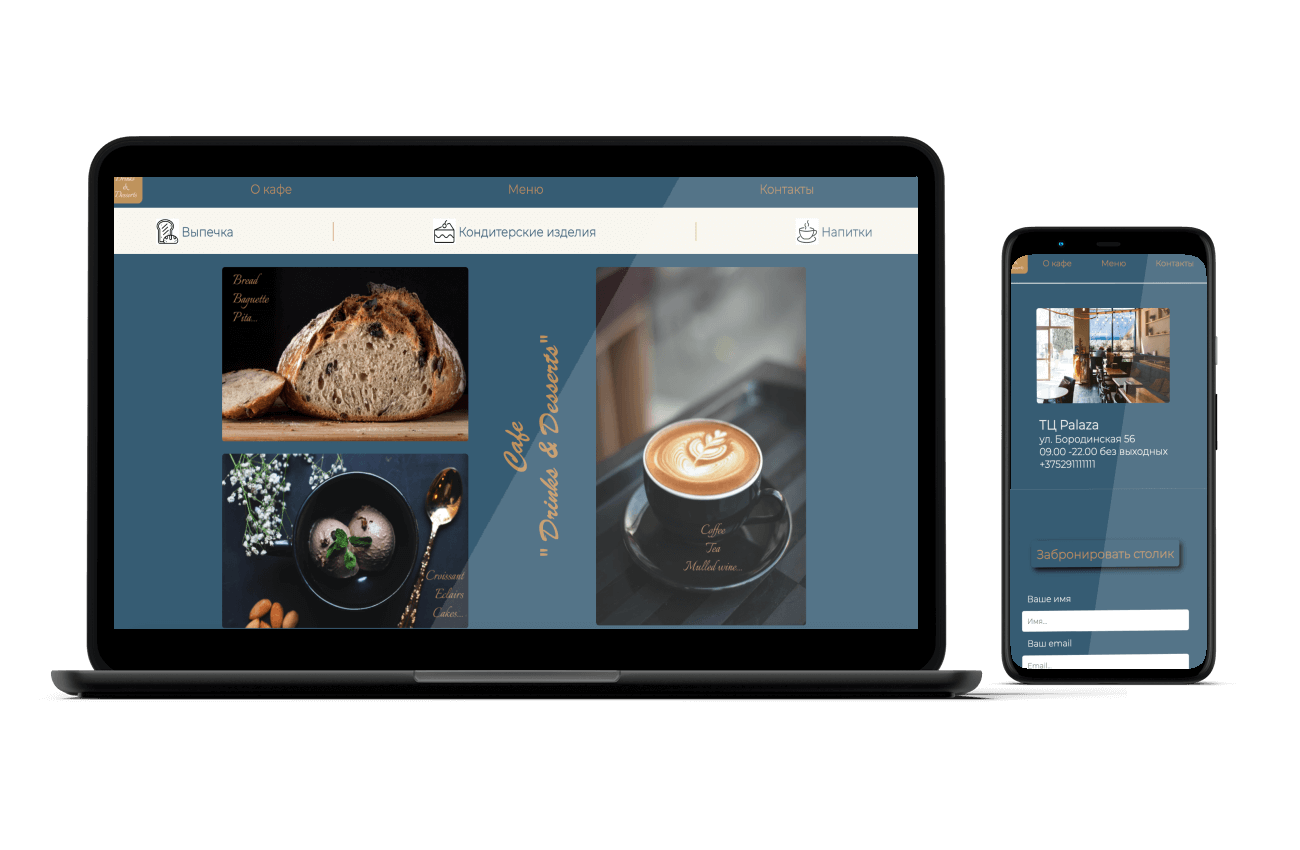 Drinks
&
Desserts
О кафе
Меню
Контакты
Выпечка
Кондитерские изделия
Напитки
Bread
Baguette
Pita...
Cafe
"Drinks & Desserts"
Croissant
Eclairs
Cakes...
Coffee
Tea
Mulled wine...
О кафе
Меню
Контакты
ТЦ Palaza
ул. Бородинская 56
09.00 -22.00 без выходных
+375291111111
Забронировать столик
Ваше имя
Имя...
Ваш email
Email...